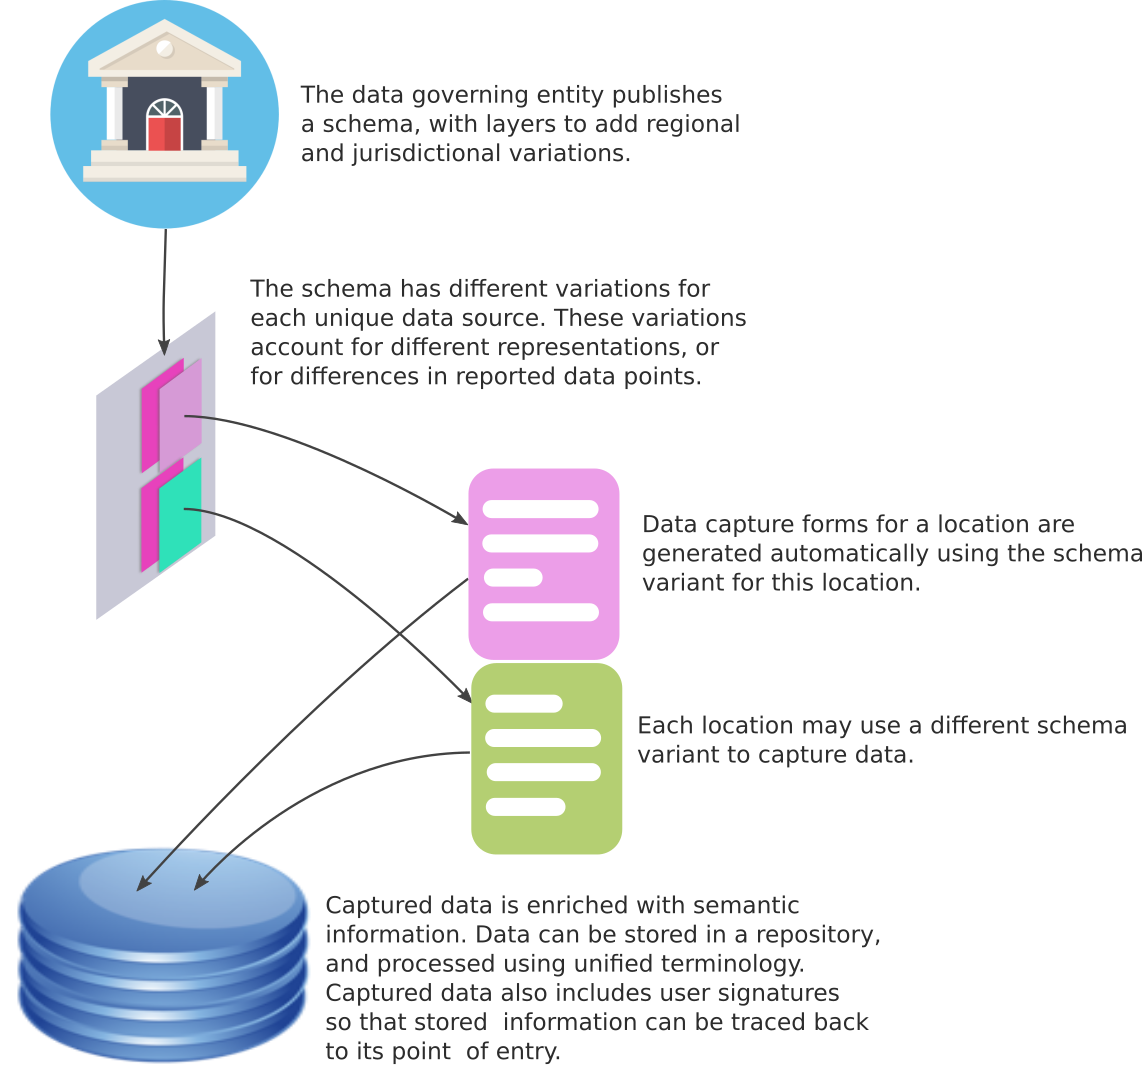 The data governing entity publishes
a schema, with layers to add regional
and jurisdictional variations.
The schema has different variations for
each unique data source. These variations
account for different representations, or
for differences in reported data points.
Data capture forms for a location are
generated automatically using the schema
variant for this location.
Each location may use a different schema
variant to capture data.
Captured data is enriched with semantic
information. Data can be stored in a repository,
and processed using unified terminology.
Captured data also includes user signatures
so that stored  information can be traced back
to its point  of entry.